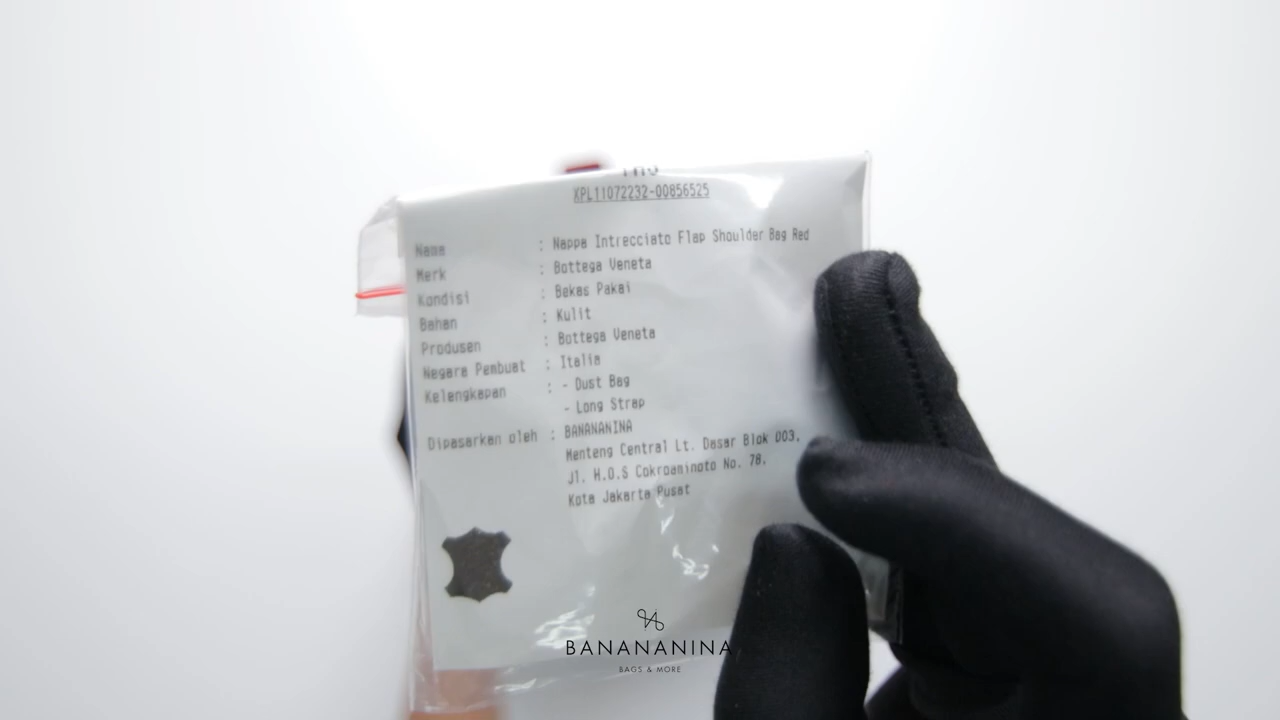 XPL11072232-00856525
Nama : Nappa Intrecciato Flap Shoulder Bag Red
Merk : Bottega Veneta
Kondisi : Bekas Pakai
Bahan : Kulit
Produsen : Bottega Veneta
Negara Pembuat : Italia
Kelengkapan : - Dust Bag
- Long Strap
Dipasarkan oleh : BANANANINA
Menteng Central Lt. Dasar Blok D03,
Jl. H.O.S Cokroaminoto No. 78,
Kota Jakarta Pusat
BANANANINA
BAGS & MORE